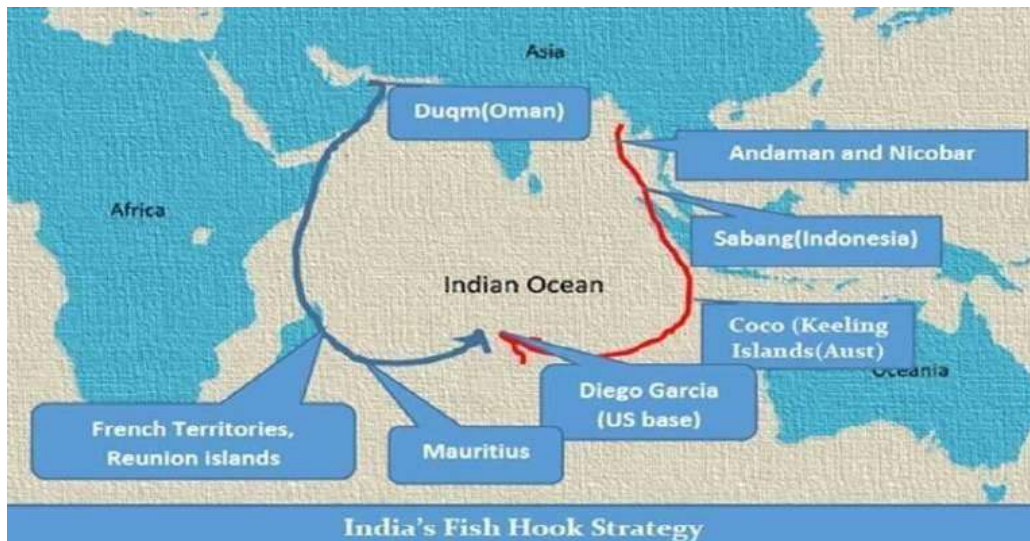 Asia
Duqm(Oman)
Andaman and Nicobar
Africa
Sabang(Indonesia)
Indian Ocean
Coco (Keeling
Islands(Aust)
Oceania
Diego Garcia
(US base)
French Territories,
Reunion islands
Mauritius
India's Fish Hook Strategy